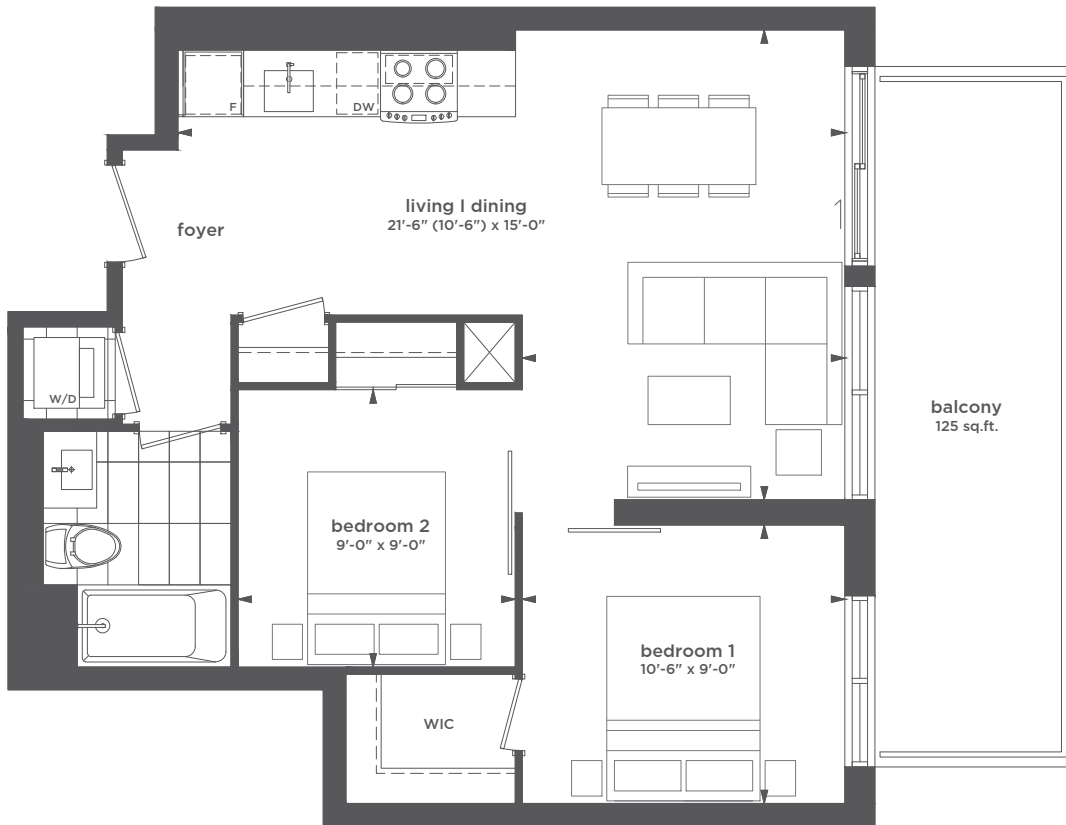 F
DW
living I dining
21'-6" (10'-6") x 15'-0"
foyer
W/D
balcony
125 sq.ft.
bedroom 2
9'-0" x 9'-0"
bedroom 1
10'-6" x 9'-0"
WIC